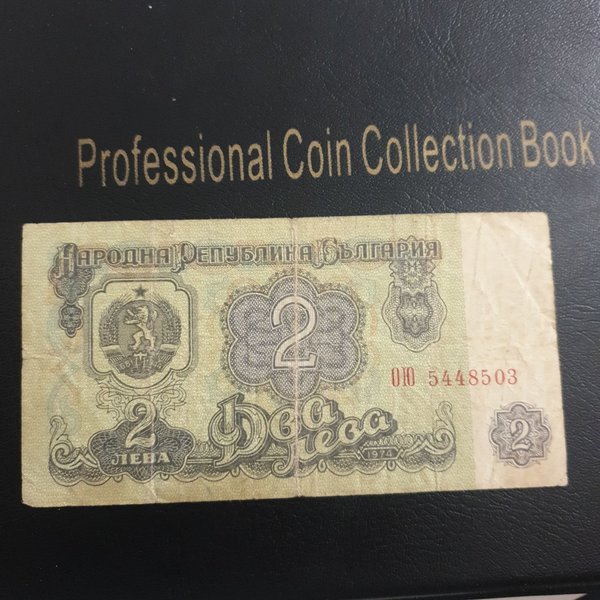 Professional Coin Collection Book
НАРОДНА РЕПУБЛИКА БЪЛГАРИЯ
2
ОЮ 5448503
2
ЛЕВА
Два
лева
1974
2